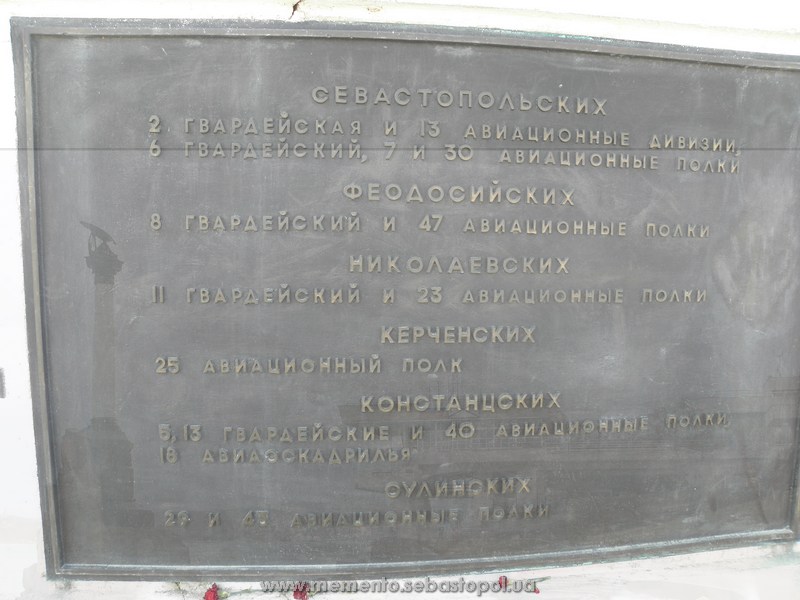 СЕВАСТОПОЛЬСКИХ
2 ГВАРДЕЙСКАЯ И 13 АВИАЦИОННЫЕ ДИВИЗИИ,
6 ГВАРДЕЙСКИЙ, 7 И 30 АВИАЦИОННЫЕ ПОЛКИ
ФЕОДОСИЙСКИХ
8 ГВАРДЕЙСКИЙ И 47 АВИАЦИОННЫЕ ПОЛКИ
НИКОЛАЕВСКИХ
11 ГВАРДЕЙСКИЙ И 23 АВИАЦИОННЫЕ ПОЛКИ
КЕРЧЕНСКИХ
25 АВИАЦИОННЫЙ ПОЛК
КОНСТАНЦСКИХ
5, 13 ГВАРДЕЙСКИЕ И 40 АВИАЦИОННЫЕ ПОЛКИ,
18 АВИАЭСКАДРИЛЬЯ
СУЛИНСКИХ
И АВИАЦИОННЫЕ ПОЛКИ
www.memento.sebastopol.ua